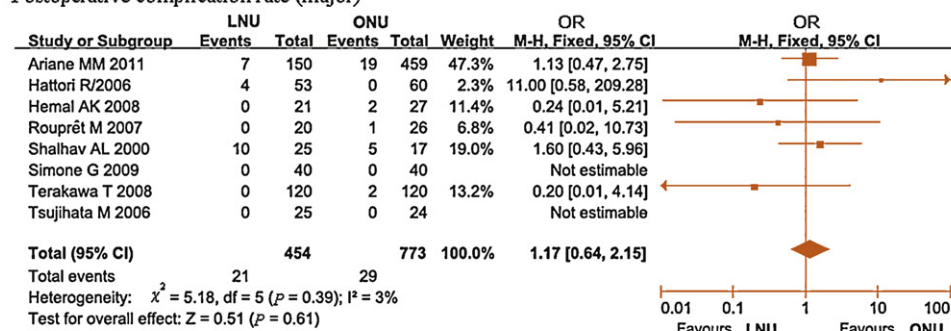 Postoperative complication rate (major)
LNU ONU OR OR
Study or Subgroup Events Total Events Total Weight M-H, Fixed, 95% CI M-H, Fixed, 95% CI
Ariane MM 2011 7 150 19 459 47.3% 1.13 [0.47, 2.75]
Hattori R/2006 4 53 0 60 2.3% 11.00 [0.58, 209.28]
Hemal AK 2008 0 21 2 27 11.4% 0.24 [0.01, 5.21]
Rouprêt M 2007 0 20 1 26 6.8% 0.41 [0.02, 10.73]
Shalhav AL 2000 10 25 5 17 19.0% 1.60 [0.43, 5.96]
Simone G 2009 0 40 0 40 Not estimable
Terakawa T 2008 0 120 2 120 13.2% 0.20 [0.01, 4.14]
Tsujihata M 2006 0 25 0 24 Not estimable
Total (95% CI) 454 773 100.0% 1.17 [0.64, 2.15]
Total events 21 29
Heterogeneity: χ² = 5.18, df = 5 (P = 0.39); I² = 3%
Test for overall effect: Z = 0.51 (P = 0.61)
0.01 0.1 1 10 100
Favours LNU Favours ONU